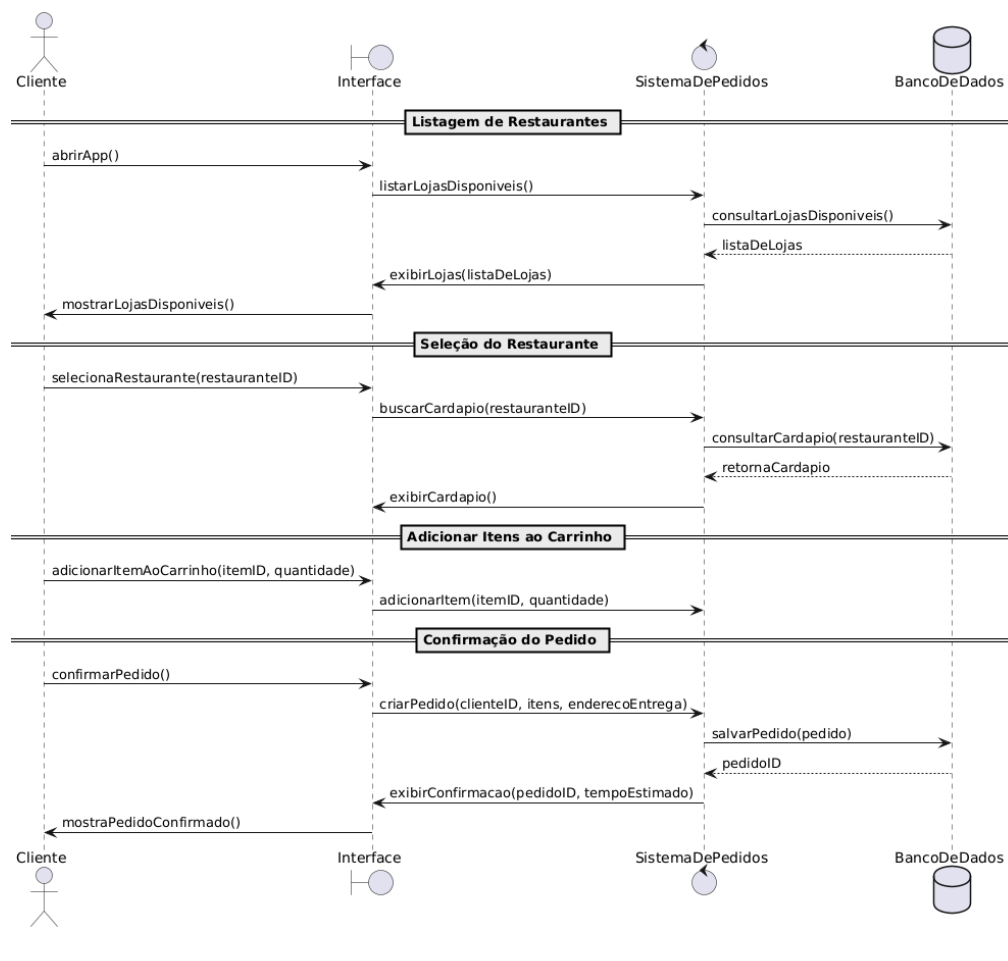 Cliente
Interface
SistemaDePedidos
BancoDeDados
Listagem de Restaurantes
abrirApp()
listarLojasDisponiveis()
consultarLojasDisponiveis()
listaDeLojas
exibirLojas(listaDeLojas)
mostrarLojasDisponiveis()
Seleção do Restaurante
selecionaRestaurante(restauranteID)
buscarCardapio(restauranteID)
consultarCardapio(restauranteID)
retornaCardapio
exibirCardapio()
Adicionar Itens ao Carrinho
adicionarItemAoCarrinho(itemID, quantidade)
adicionarItem(itemID, quantidade)
Confirmação do Pedido
confirmarPedido()
criarPedido(clienteID, itens, enderecoEntrega)
salvarPedido(pedido)
pedidoID
exibirConfirmacao(pedidoID, tempoEstimado)
mostraPedidoConfirmado()
Cliente
Interface
SistemaDePedidos
BancoDeDados